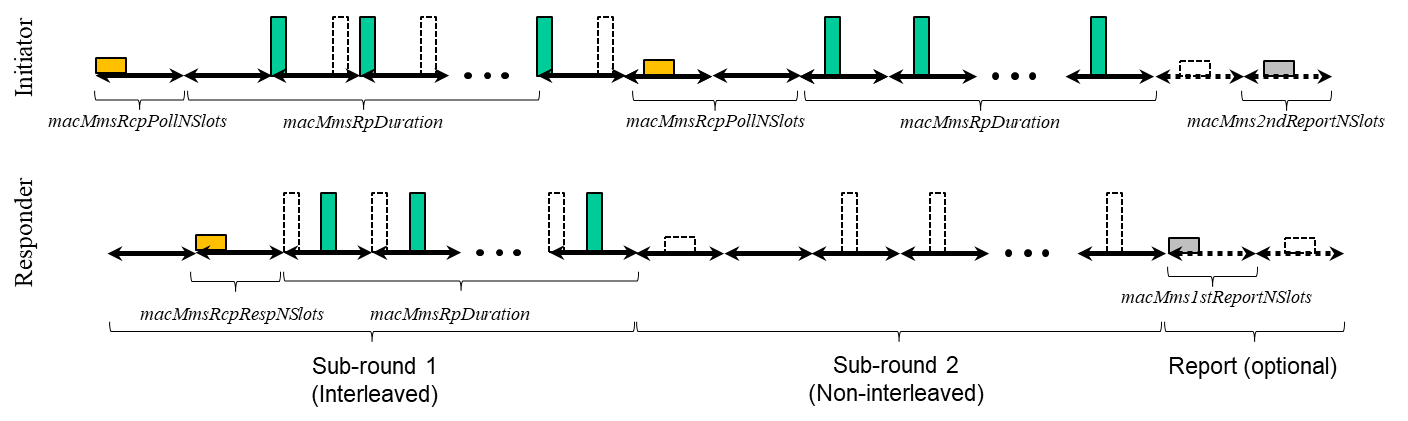 Initiator
macMmsRcpPollNSlots
macMmsRpDuration
macMmsRcpPollNSlots
macMmsRpDuration
macMms2ndReportNSlots
Responder
macMmsRcpRespNSlots
macMmsRpDuration
macMms1stReportNSlots
Sub-round 1
(Interleaved)
Sub-round 2
(Non-interleaved)
Report (optional)